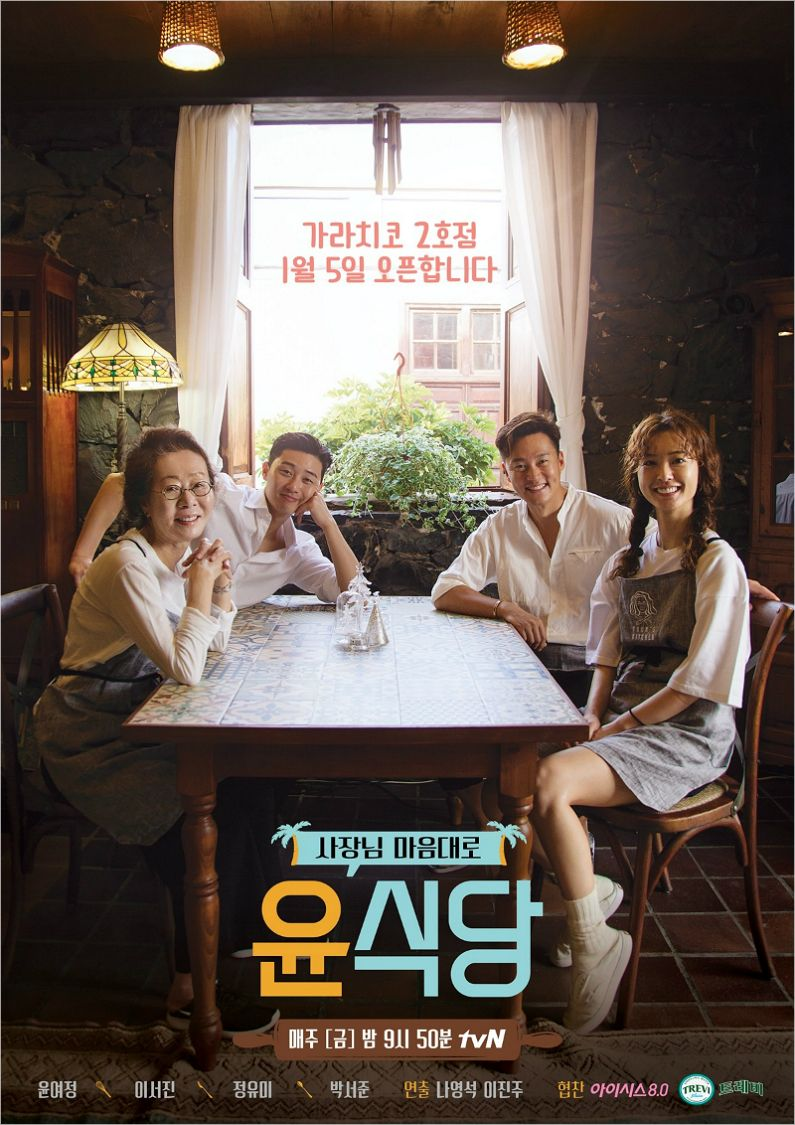 가라치코 2호점
1월 5일 오픈합니다
YOUN'S
KITCHEN
사장님 마음대로
윤식당
매주 [금] 밤 9시 50분 tvN
윤여정 이서진 정유미 박서준 연출 나영석 이진주 협찬 아이시스8.0 TREVI 트레비